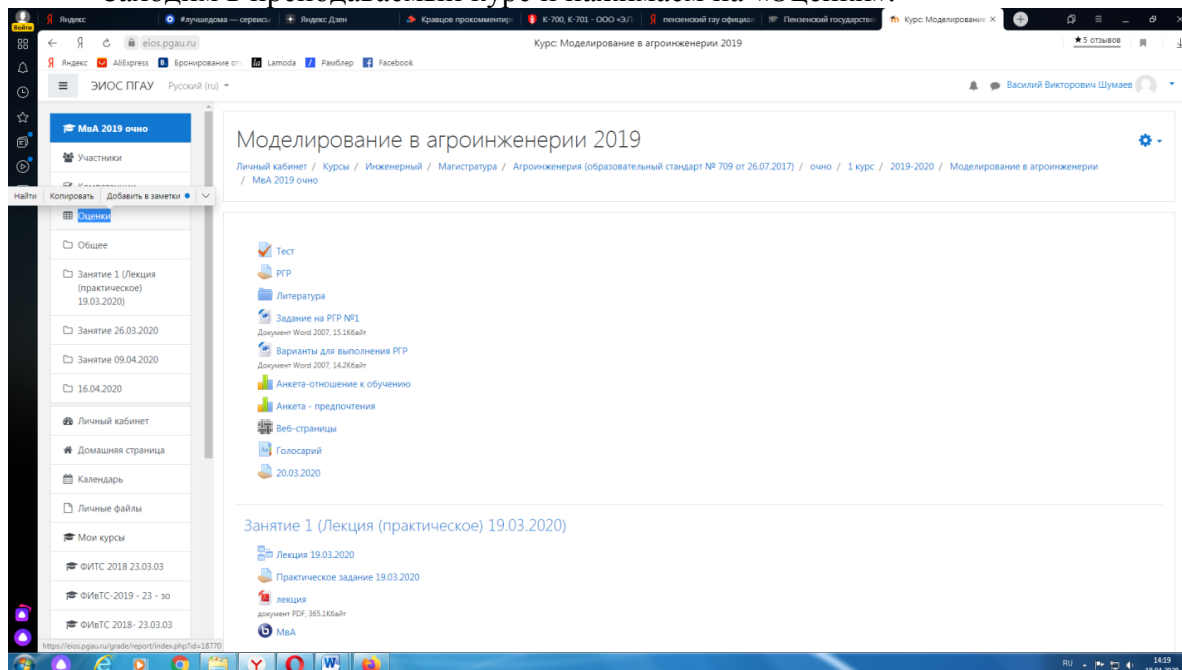 Заходим в преподаваемый курс и нажимаем на «Оценки».
Войти
Яндекс
#лучшедома — сервисы
Яндекс Дзен
Кравцов прокомментир
К-700, К-701 - ООО «Э.П.
пензенский гау официал
Пензенский государстве
Курс: Моделирование
eios.pgau.ru
Курс: Моделирование в агроинженерии 2019
★ 5 отзывов
Яндекс
AliExpress
Бронирование оте
Lamoda
Рамблер
Facebook
ЭИОС ПГАУ
Русский (ru)
Василий Викторович Шумаев
МвА 2019 очно
Участники
Компетенции
Найти
Копировать
Добавить в заметки
Оценки
Общее
Занятие 1 (Лекция
(практическое)
19.03.2020)
Занятие 26.03.2020
Занятие 09.04.2020
16.04.2020
Личный кабинет
Домашняя страница
Календарь
Личные файлы
Мои курсы
ФИТС 2018 23.03.03
ФИвТС-2019 - 23 - зо
ФИвТС 2018- 23.03.03
https://eios.pgau.ru/grade/report/index.php?id=18770
Моделирование в агроинженерии 2019
Личный кабинет / Курсы / Инженерный / Магистратура / Агроинженерия (образовательный стандарт № 709 от 26.07.2017) / очно / 1 курс / 2019-2020 / Моделирование в агроинженерии
/ МвА 2019 очно
Тест
РГР
Литература
Задание на РГР №1
Документ Word 2007, 15.1Кбайт
Варианты для выполнения РГР
Документ Word 2007, 14.2Кбайт
Анкета-отношение к обучению
Анкета - предпочтения
Веб-страницы
Голосарий
20.03.2020
Занятие 1 (Лекция (практическое) 19.03.2020)
Лекция 19.03.2020
Практическое задание 19.03.2020
лекция
документ PDF, 365.1Кбайт
МвА
RU
14:19